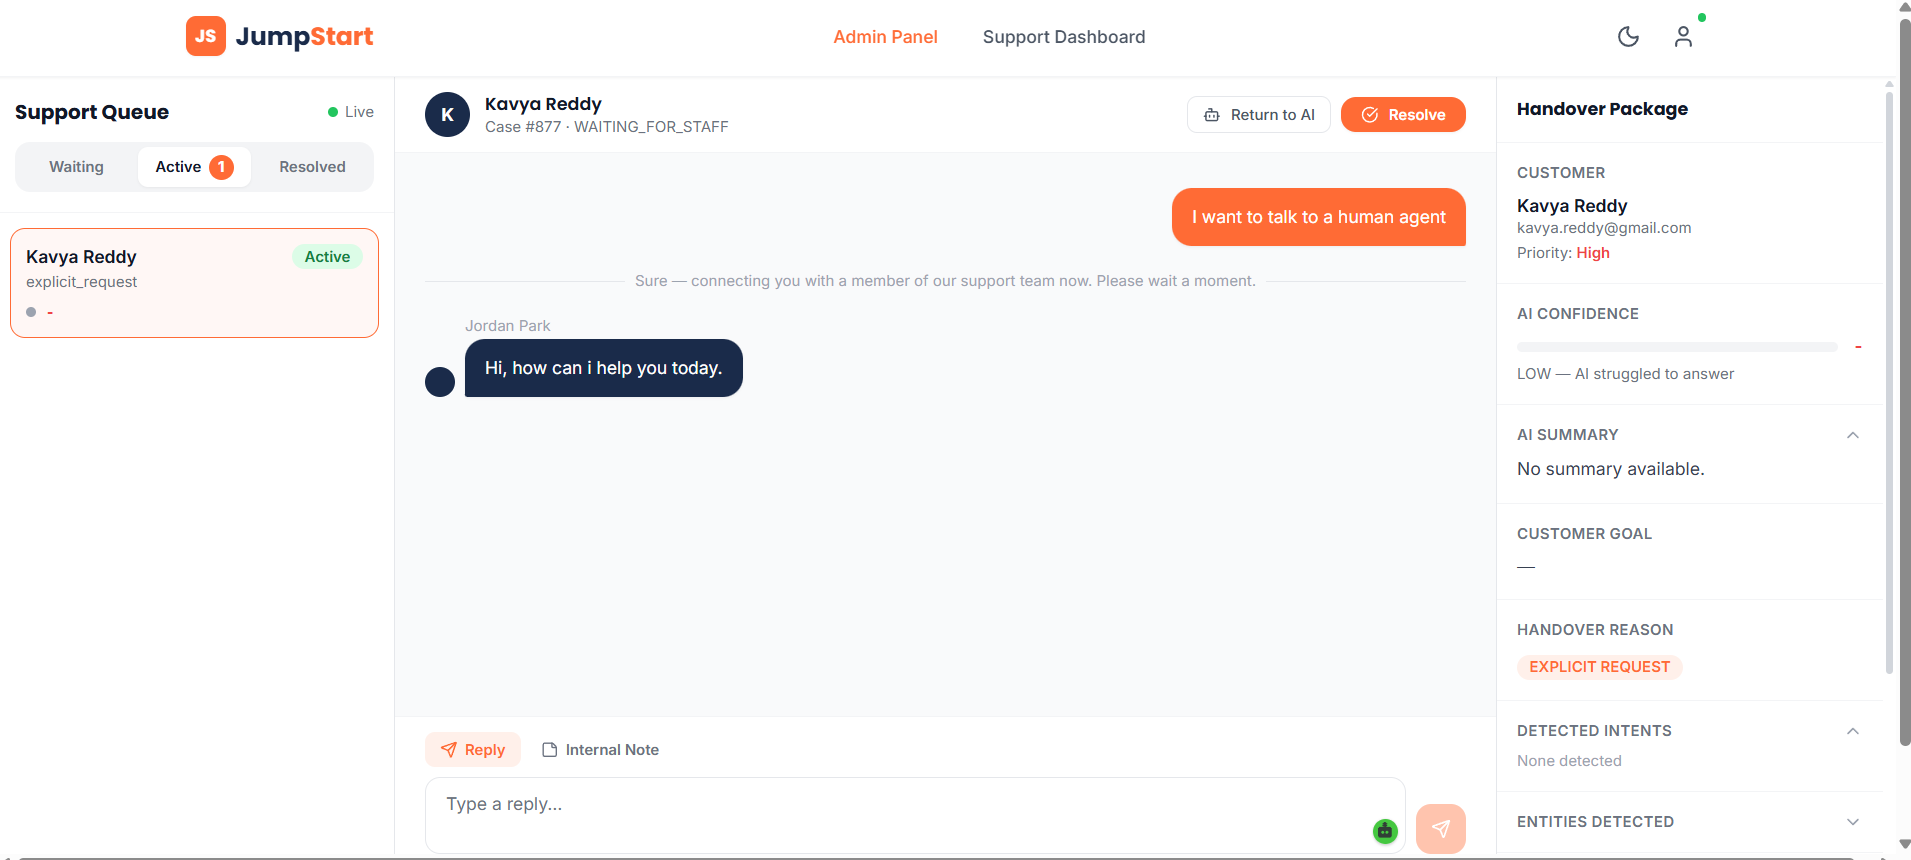 JS JumpStart
Admin Panel
Support Dashboard
Support Queue
Live
Waiting
Active 1
Resolved
Kavya Reddy
Active
explicit_request
-
K
Kavya Reddy
Case #877 · WAITING_FOR_STAFF
Return to AI
Resolve
I want to talk to a human agent
Sure — connecting you with a member of our support team now. Please wait a moment.
Jordan Park
Hi, how can i help you today.
Reply
Internal Note
Type a reply...
Handover Package
CUSTOMER
Kavya Reddy
kavya.reddy@gmail.com
Priority: High
AI CONFIDENCE
-
LOW — AI struggled to answer
AI SUMMARY
No summary available.
CUSTOMER GOAL
—
HANDOVER REASON
EXPLICIT REQUEST
DETECTED INTENTS
None detected
ENTITIES DETECTED